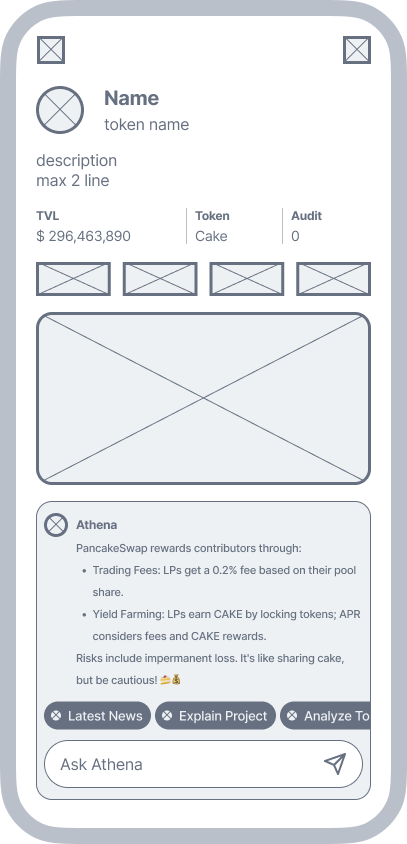 Name
token name
description
max 2 line
TVL Token Audit
$ 296,463,890 Cake 0
Athena
PancakeSwap rewards contributors through:
• Trading Fees: LPs get a 0.2% fee based on their pool
share.
• Yield Farming: LPs earn CAKE by locking tokens; APR
considers fees and CAKE rewards.
Risks include impermanent loss. It's like sharing cake,
but be cautious! 🍰💰
Latest News Explain Project Analyze To
Ask Athena